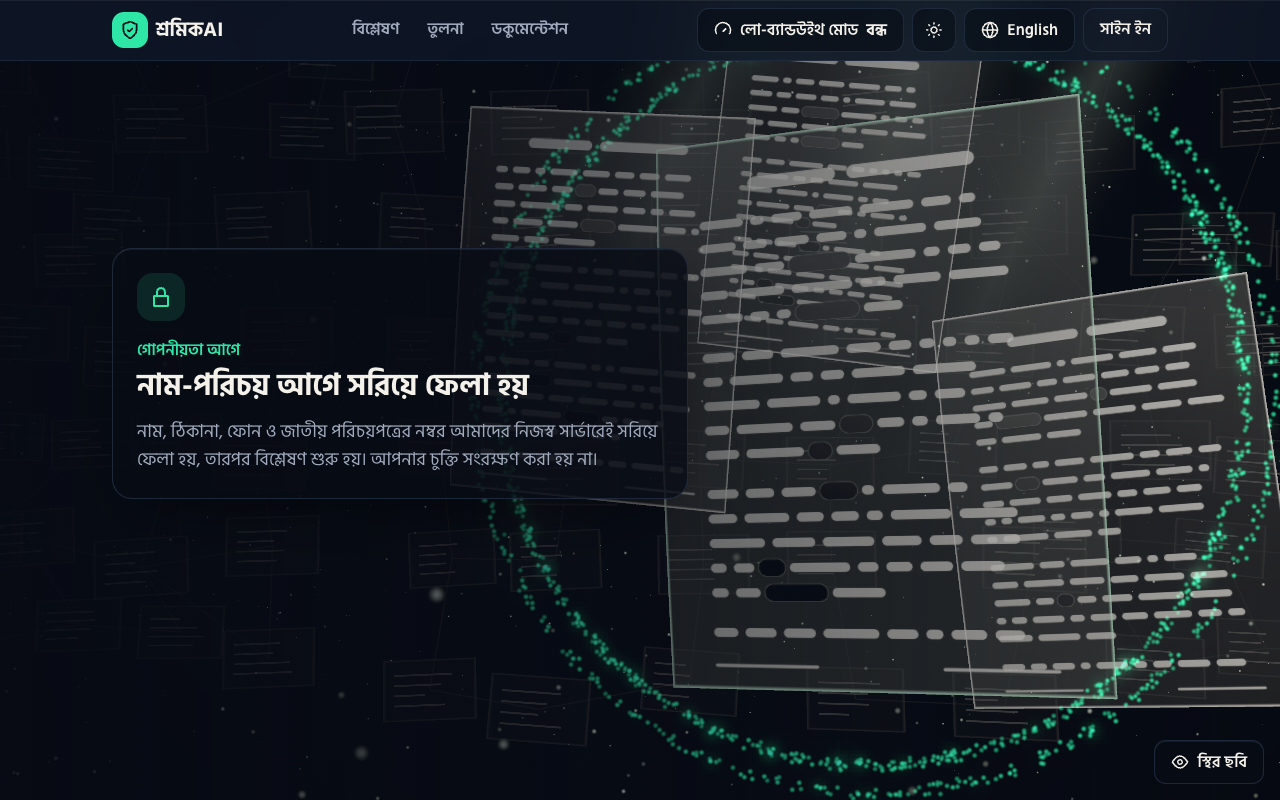 শ্রমিকAI
বিশ্লেষণ
তুলনা
ডকুমেন্টেশন
লো-ব্যান্ডউইথ মোড বন্ধ
English
সাইন ইন
গোপনীয়তা আগে
নাম-পরিচয় আগে সরিয়ে ফেলা হয়
নাম, ঠিকানা, ফোন ও জাতীয় পরিচয়পত্রের নম্বর আমাদের নিজস্ব সার্ভারেই সরিয়ে
ফেলা হয়, তারপর বিশ্লেষণ শুরু হয়। আপনার চুক্তি সংরক্ষণ করা হয় না।
স্থির ছবি